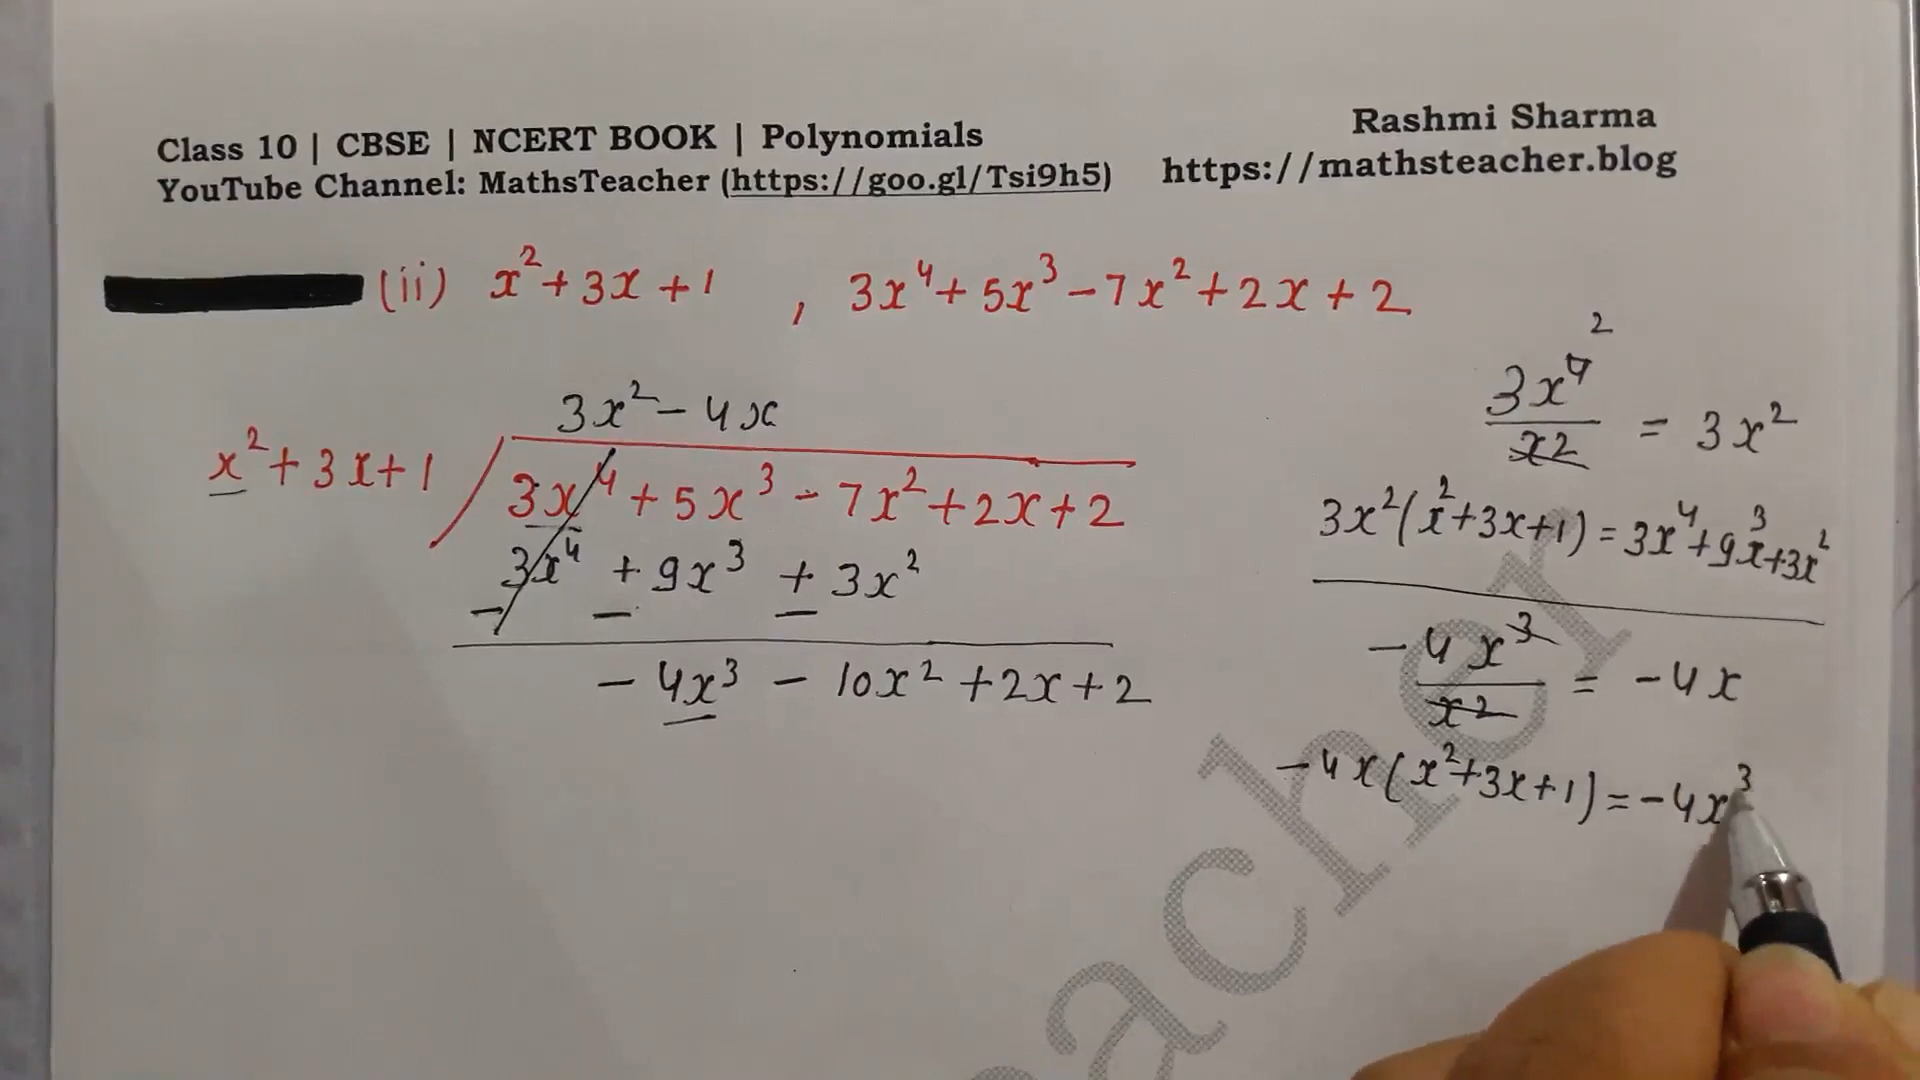 Class 10 | CBSE | NCERT BOOK | Polynomials
Rashmi Sharma
YouTube Channel: MathsTeacher (https://goo.gl/Tsi9h5)
https://mathsteacher.blog
(ii) x² + 3x + 1 , 3x⁴ + 5x³ - 7x² + 2x + 2
3x² - 4x
x² + 3x + 1 / 3x⁴ + 5x³ - 7x² + 2x + 2
3x⁴ + 9x³ + 3x²
- - -
- 4x³ - 10x² + 2x + 2
2
3x⁴ / x² = 3x²
3x²(x² + 3x + 1) = 3x⁴ + 9x³ + 3x²
- 4x³ / x² = - 4x
- 4x(x² + 3x + 1) = - 4x³
eacher